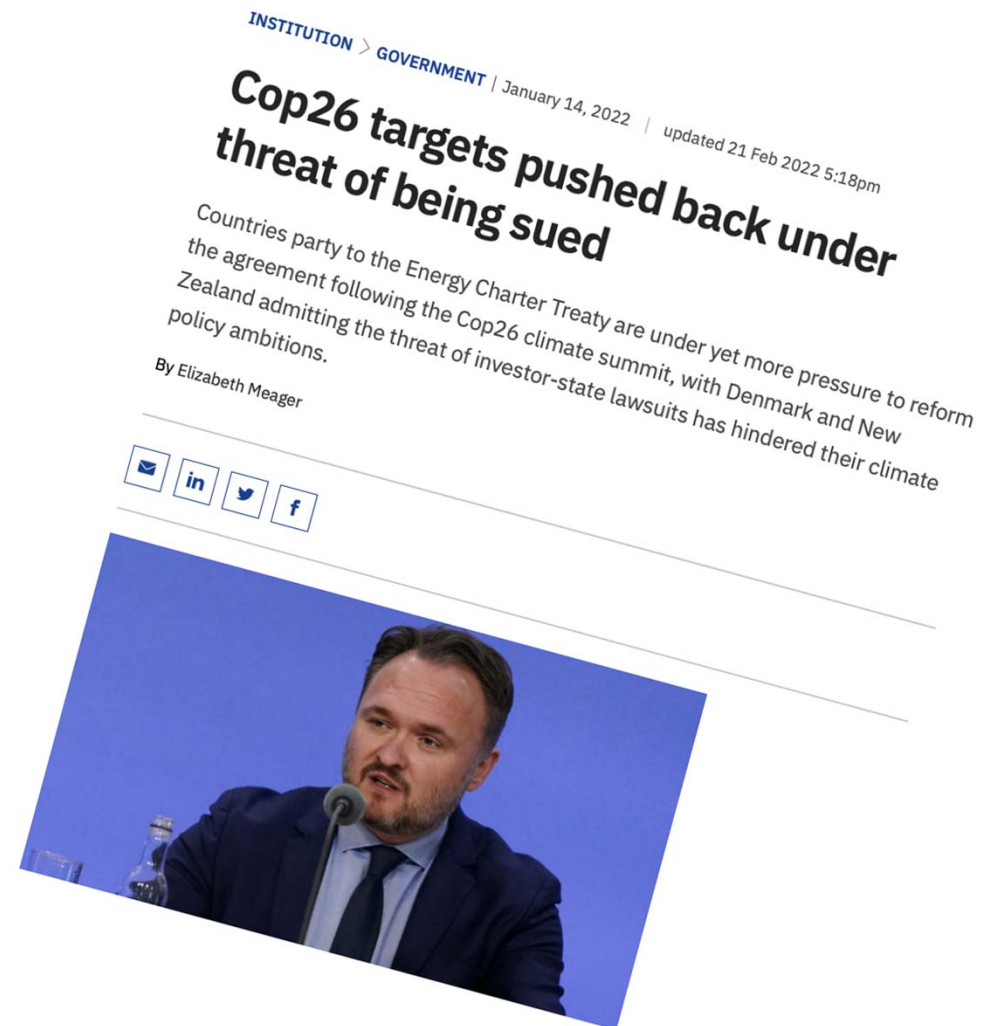 INSTITUTION > GOVERNMENT | January 14, 2022 | updated 21 Feb 2022 5:18pm
Cop26 targets pushed back under
threat of being sued
Countries party to the Energy Charter Treaty are under yet more pressure to reform
the agreement following the Cop26 climate summit, with Denmark and New
Zealand admitting the threat of investor-state lawsuits has hindered their climate
policy ambitions.
By Elizabeth Meager
in
f